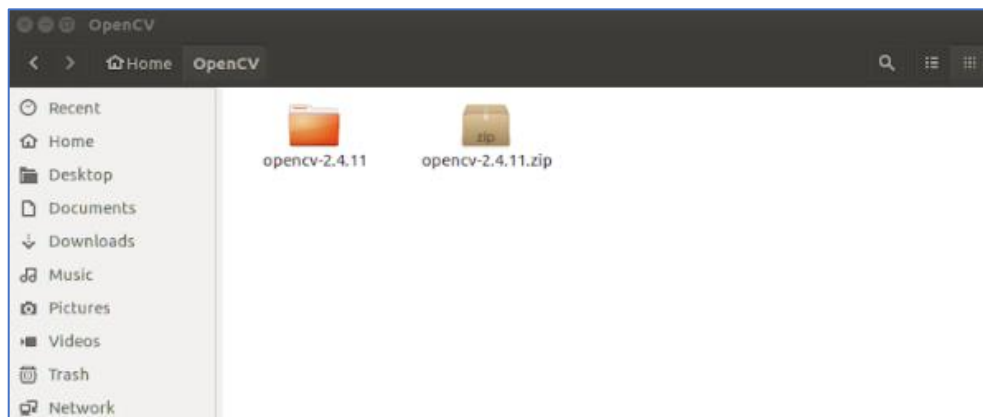 OpenCV
Home OpenCV
Recent
Home
Desktop
Documents
Downloads
Music
Pictures
Videos
Trash
Network
zip
opencv-2.4.11 opencv-2.4.11.zip